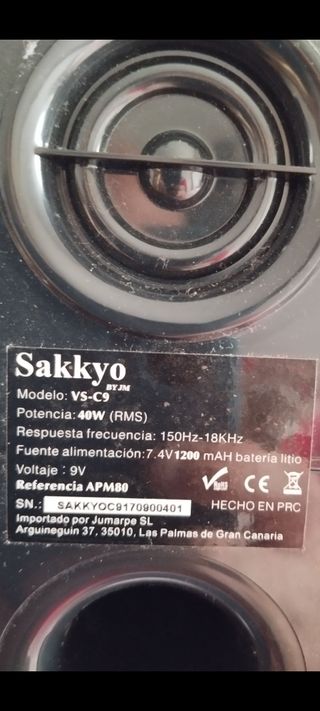 Sakkyo
BY JM
Modelo: VS-C9
Potencia: 40W (RMS)
Respuesta frecuencia: 150Hz-18KHz
Fuente alimentación:7.4V1200 mAH batería litio
Voltaje : 9V
Referencia APM80
CE
SN.: SAKKYOC9170900401
HECHO EN PRC
Importado por Jumarpe SL
Arguineguin 37, 35010, Las Palmas de Gran Canaria